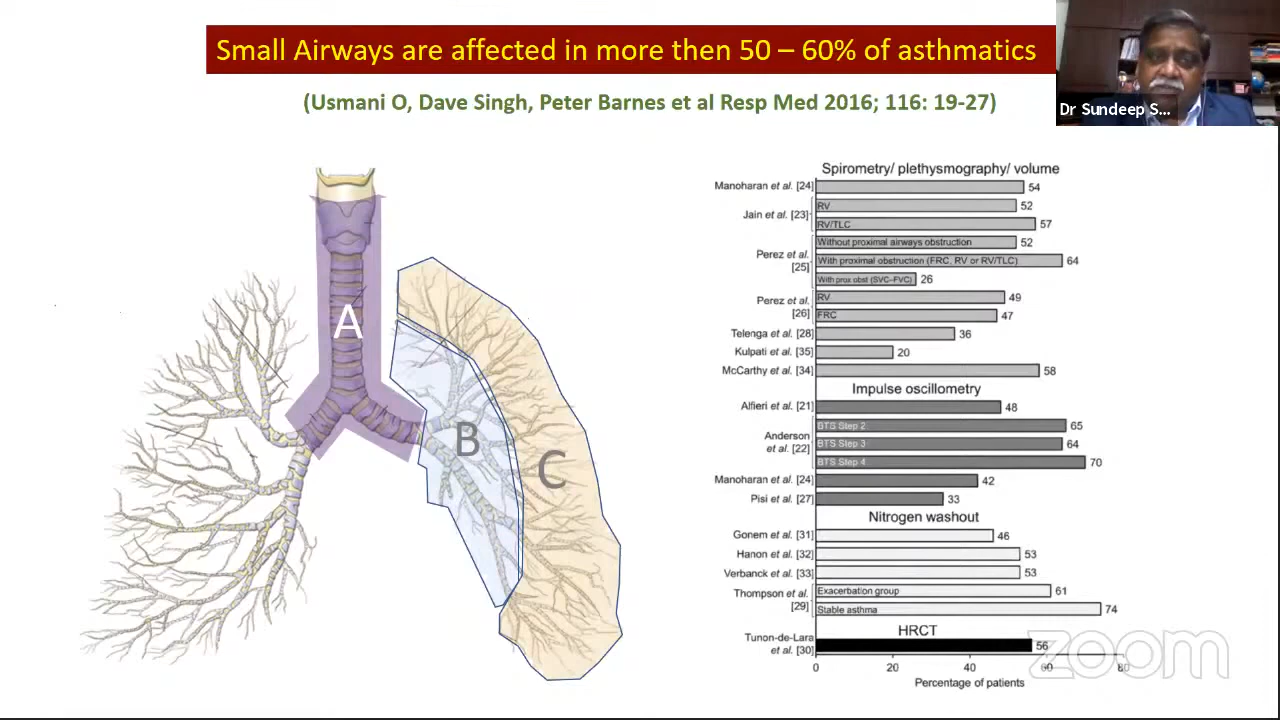 Small Airways are affected in more then 50 – 60% of asthmatics
(Usmani O, Dave Singh, Peter Barnes et al Resp Med 2016; 116: 19-27)
Dr Sundeep S...
A
B
C
Spirometry/ plethysmography/ volume
Manoharan et al. [24] 54
Jain et al. [23] RV 52
RV/TLC 57
Perez et al. [25] Without proximal airways obstruction 52
With proximal obstruction (FRC, RV or RV/TLC) 64
With prox obst (SVC–FVC) 26
Perez et al. [26] RV 49
FRC 47
Telenga et al. [28] 36
Kulpati et al. [35] 20
McCarthy et al. [34] 58
Impulse oscillometry
Alfieri et al. [21] 48
Anderson et al. [22] BTS Step 2 65
BTS Step 3 64
BTS Step 4 70
Manoharan et al. [24] 42
Pisi et al. [27] 33
Nitrogen washout
Gonem et al. [31] 46
Hanon et al. [32] 53
Verbanck et al. [33] 53
Thompson et al. [29] Exacerbation group 61
Stable asthma 74
HRCT
Tunon-de-Lara et al. [30] 56
0 20 40 60 80
Percentage of patients
zoom